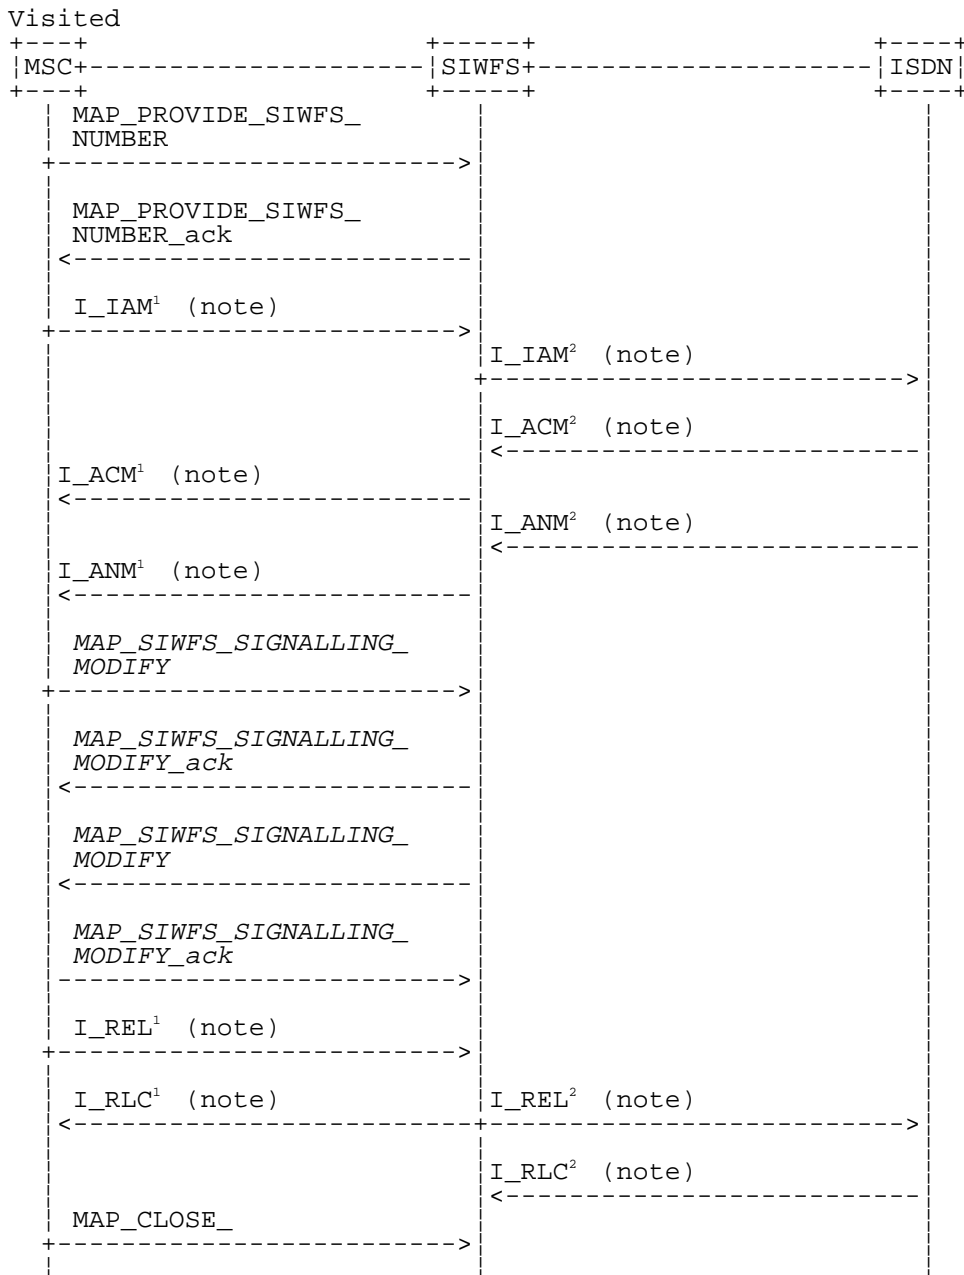 Visited
MSC SIWFS ISDN
MAP_PROVIDE_SIWFS_
NUMBER
MAP_PROVIDE_SIWFS_
NUMBER_ack
I_IAM¹ (note)
I_IAM² (note)
I_ACM² (note)
I_ACM¹ (note)
I_ANM² (note)
I_ANM¹ (note)
MAP_SIWFS_SIGNALLING_
MODIFY
MAP_SIWFS_SIGNALLING_
MODIFY_ack
MAP_SIWFS_SIGNALLING_
MODIFY
MAP_SIWFS_SIGNALLING_
MODIFY_ack
I_REL¹ (note)
I_RLC¹ (note) I_REL² (note)
I_RLC² (note)
MAP_CLOSE_